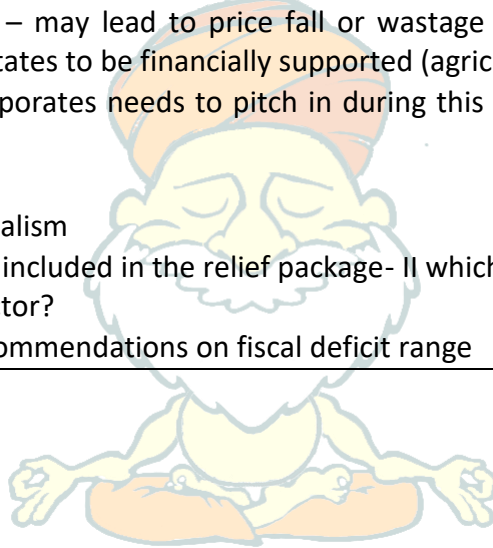 – may lead to price fall or wastage
tates to be financially supported (agric
porates needs to pitch in during this
alism
included in the relief package- II which
tor?
ommendations on fiscal deficit range